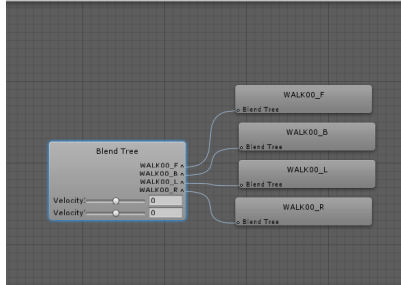 WALK00_F
Blend Tree
WALK00_B
Blend Tree
Blend Tree
WALK00_F
WALK00_B
WALK00_L
WALK00_R
Velocity
0
Velocity
0
WALK00_L
Blend Tree
WALK00_R
Blend Tree